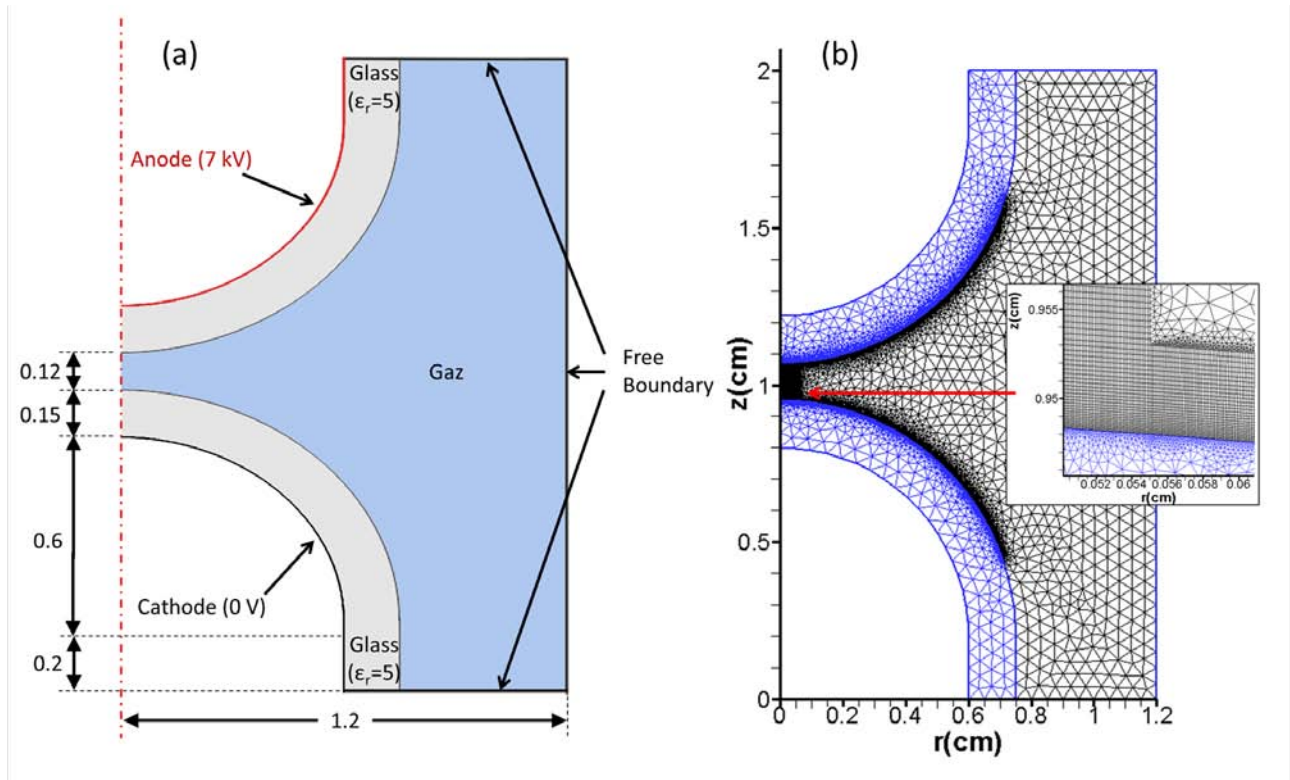 (a)
Glass
(εᵣ=5)
Anode (7 kV)
0.12
0.15
Gaz
Free
Boundary
0.6
Cathode (0 V)
0.2
Glass
(εᵣ=5)
1.2
(b)
2
1.5
1
0.5
0
z(cm)
0
0.2
0.4
0.6
0.8
1
1.2
r(cm)
0.955
0.95
z(cm)
0.052
0.054
0.056
0.058
0.06
r(cm)